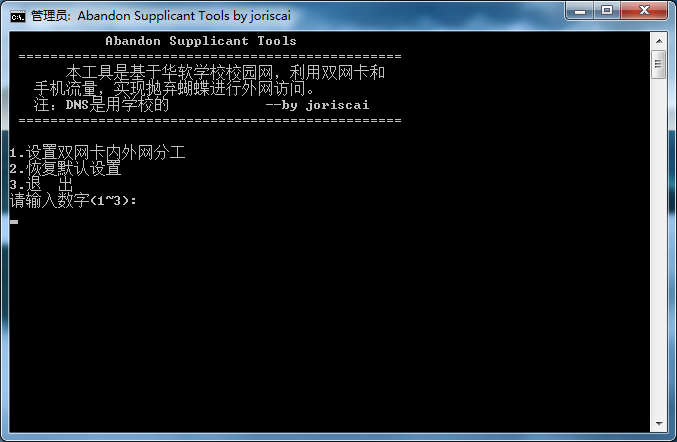 管理员: Abandon Supplicant Tools by joriscai
Abandon Supplicant Tools
================================================
本工具是基于华软学校校园网，利用双网卡和
手机流量，实现抛弃蝴蝶进行外网访问。
注：DNS是用学校的 --by joriscai
================================================
1.设置双网卡内外网分工
2.恢复默认设置
3.退 出
请输入数字(1~3):